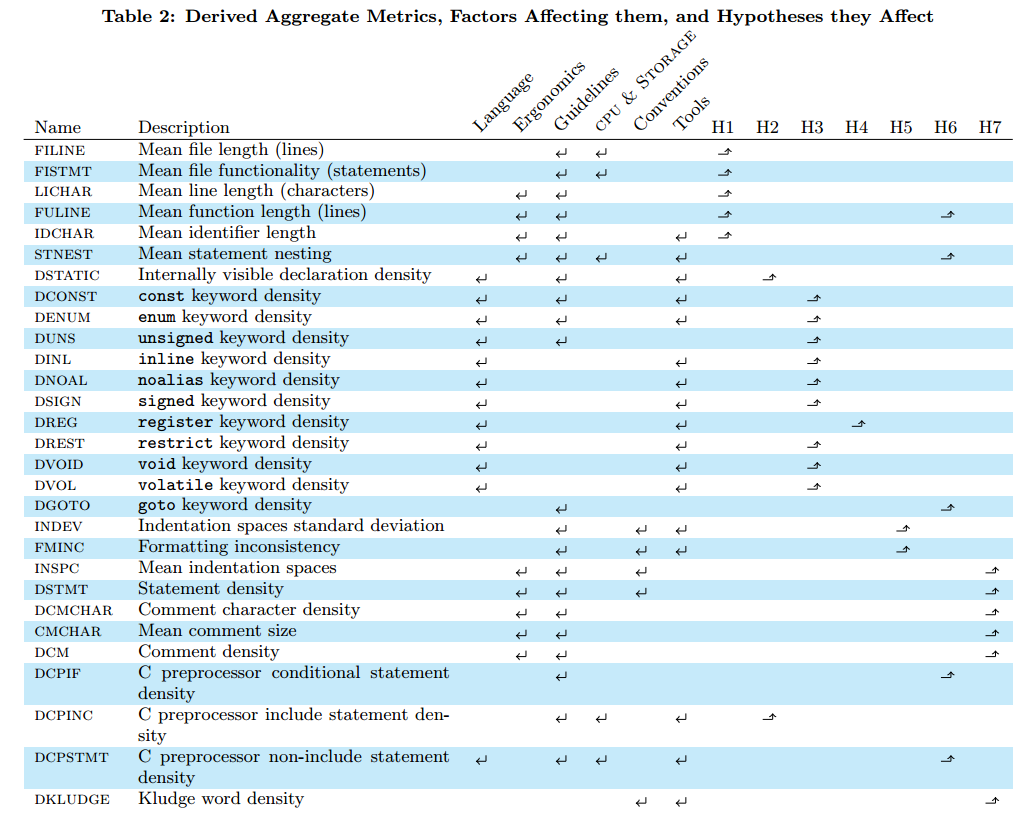 Table 2: Derived Aggregate Metrics, Factors Affecting them, and Hypotheses they Affect
Name Description Language Ergonomics Guidelines CPU & STORAGE Conventions Tools H1 H2 H3 H4 H5 H6 H7
FILINE Mean file length (lines) ↵ ↵ ⬏
FISTMT Mean file functionality (statements) ↵ ↵ ⬏
LICHAR Mean line length (characters) ↵ ↵ ⬏
FULINE Mean function length (lines) ↵ ↵ ⬏ ⬏
IDCHAR Mean identifier length ↵ ↵ ↵ ⬏
STNEST Mean statement nesting ↵ ↵ ↵ ↵ ⬏
DSTATIC Internally visible declaration density ↵ ↵ ↵ ⬏
DCONST const keyword density ↵ ↵ ↵ ⬏
DENUM enum keyword density ↵ ↵ ↵ ⬏
DUNS unsigned keyword density ↵ ↵ ⬏
DINL inline keyword density ↵ ↵ ⬏
DNOAL noalias keyword density ↵ ↵ ⬏
DSIGN signed keyword density ↵ ↵ ⬏
DREG register keyword density ↵ ↵ ⬏
DREST restrict keyword density ↵ ↵ ⬏
DVOID void keyword density ↵ ↵ ⬏
DVOL volatile keyword density ↵ ↵ ⬏
DGOTO goto keyword density ↵ ⬏
INDEV Indentation spaces standard deviation ↵ ↵ ↵ ⬏
FMINC Formatting inconsistency ↵ ↵ ↵ ⬏
INSPC Mean indentation spaces ↵ ↵ ↵ ⬏
DSTMT Statement density ↵ ↵ ↵ ⬏
DCMCHAR Comment character density ↵ ↵ ⬏
CMCHAR Mean comment size ↵ ↵ ⬏
DCM Comment density ↵ ↵ ⬏
DCPIF C preprocessor conditional statement ↵ ⬏
density
DCPINC C preprocessor include statement den- ↵ ↵ ↵ ⬏
sity
DCPSTMT C preprocessor non-include statement ↵ ↵ ↵ ↵ ⬏
density
DKLUDGE Kludge word density ↵ ↵ ⬏